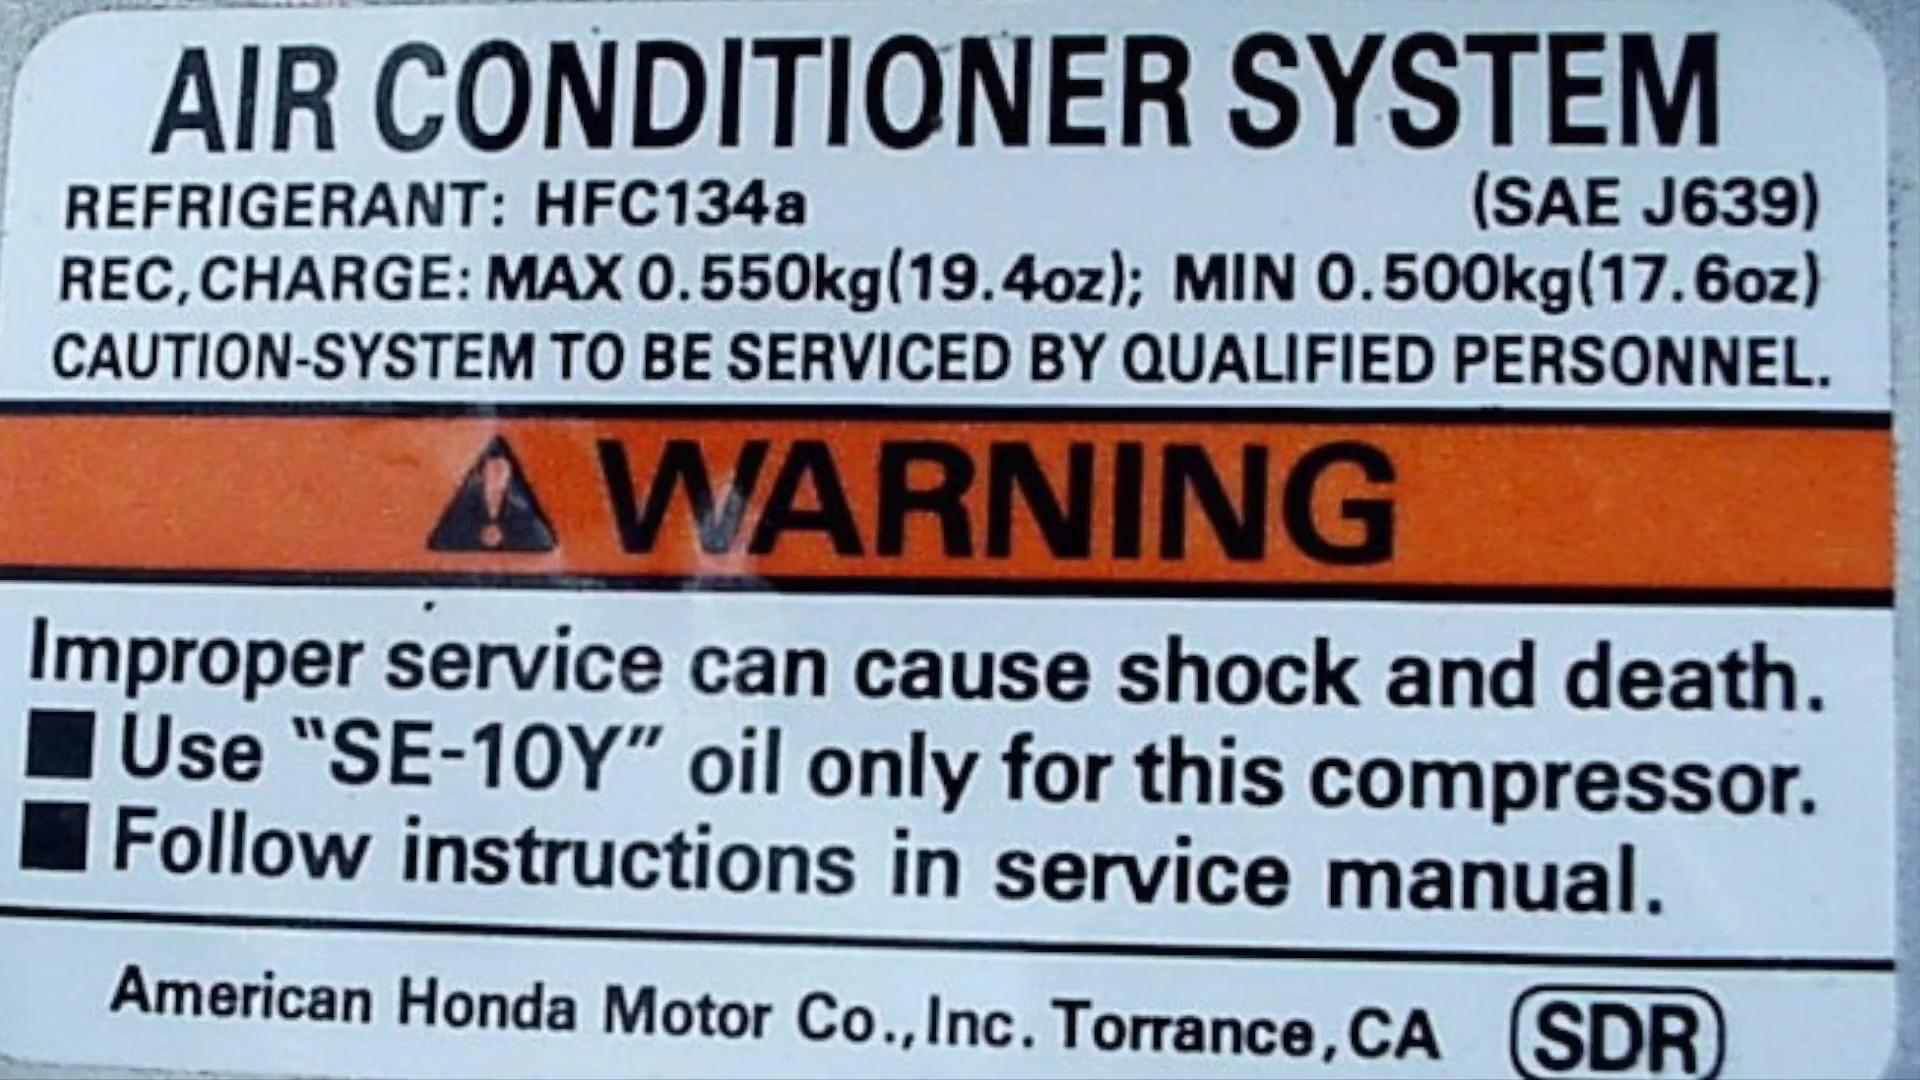 AIR CONDITIONER SYSTEM
REFRIGERANT: HFC134a (SAE J639)
REC,CHARGE: MAX 0.550kg(19.4oz); MIN 0.500kg(17.6oz)
CAUTION-SYSTEM TO BE SERVICED BY QUALIFIED PERSONNEL.
WARNING
Improper service can cause shock and death.
■ Use “SE-10Y” oil only for this compressor.
■ Follow instructions in service manual.
American Honda Motor Co.,Inc. Torrance,CA SDR